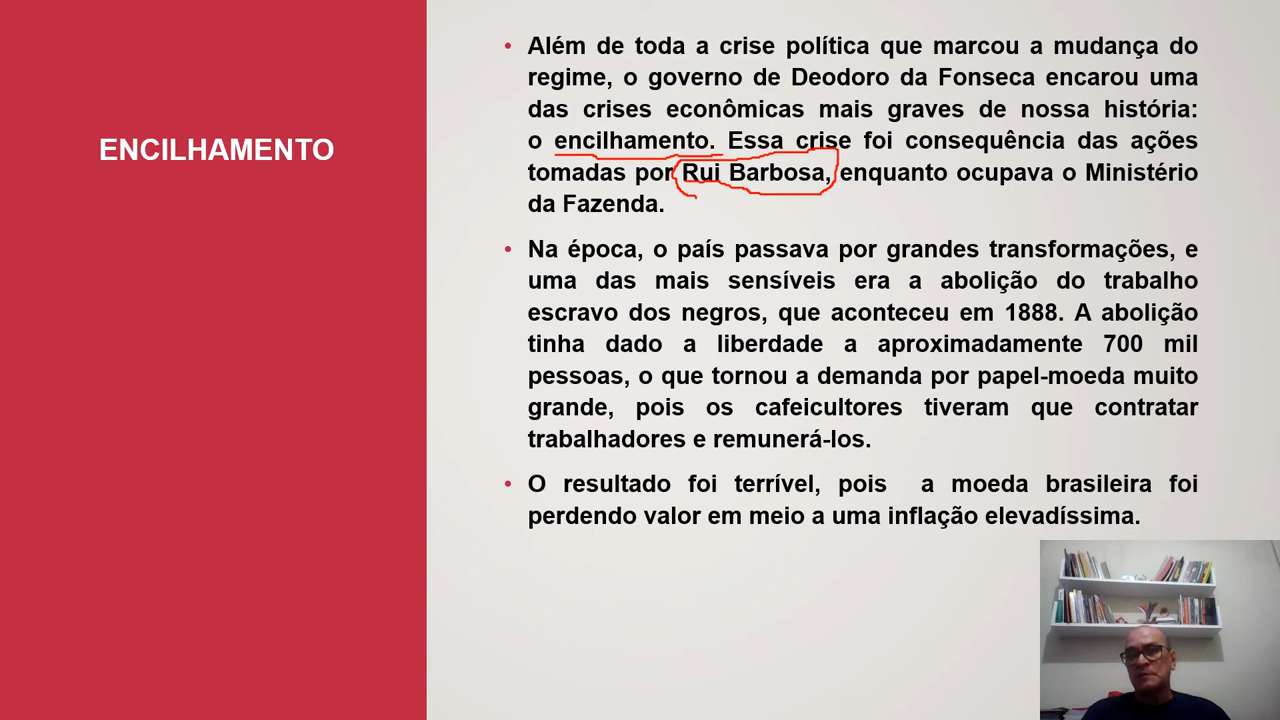 ENCILHAMENTO
• Além de toda a crise política que marcou a mudança do
regime, o governo de Deodoro da Fonseca encarou uma
das crises econômicas mais graves de nossa história:
o encilhamento. Essa crise foi consequência das ações
tomadas por Rui Barbosa, enquanto ocupava o Ministério
da Fazenda.
• Na época, o país passava por grandes transformações, e
uma das mais sensíveis era a abolição do trabalho
escravo dos negros, que aconteceu em 1888. A abolição
tinha dado a liberdade a aproximadamente 700 mil
pessoas, o que tornou a demanda por papel-moeda muito
grande, pois os cafeicultores tiveram que contratar
trabalhadores e remunerá-los.
• O resultado foi terrível, pois a moeda brasileira foi
perdendo valor em meio a uma inflação elevadíssima.